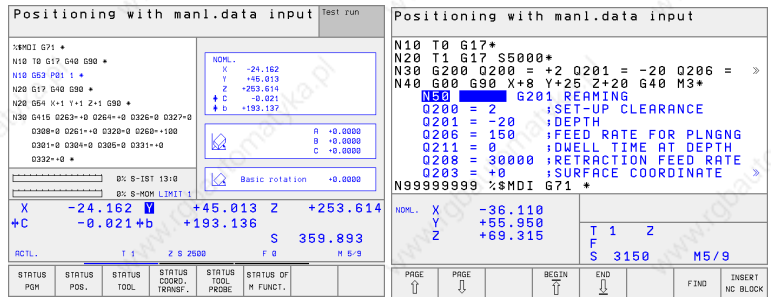 Positioning with manl.data input
Test run
%$MDI G71 *
N10 T0 G17 G40 G90 *
N10 G53 P01 1 *
N20 G17 G40 G90 *
N20 G54 X+1 Y+1 Z+1 G90 *
N30 G415 Q263=+0 Q264=+0 Q326=0 Q327=0
Q308=0 Q261=+0 Q320=0 Q260=+100
Q301=0 Q304=0 Q305=0 Q331=+0
Q332=+0 *
NOML.
X -24.162
Y +45.013
Z +253.614
C -0.021
b +193.137
A +0.0000
B +0.0000
C +0.0000
Basic rotation +0.0000
0% S-IST 13:0
0% S-MOM LIMIT 1
X -24.162 Y +45.013 Z +253.614
C -0.021 b +193.136
S 359.893
ACTL. T 1 Z S 2500 F 0 M 5/9
STATUS PGM
STATUS POS.
STATUS TOOL
STATUS COORD. TRANSF.
STATUS TOOL PROBE
STATUS OF M FUNCT.
Positioning with manl.data input
N10 T0 G17*
N20 T1 G17 S5000*
N30 G200 Q200 = +2 Q201 = -20 Q206 = »
N40 G00 G90 X+8 Y+25 Z+20 G40 M3*
N50 G201 REAMING
Q200 = 2 ;SET-UP CLEARANCE
Q201 = -20 ;DEPTH
Q206 = 150 ;FEED RATE FOR PLNGNG
Q211 = 0 ;DWELL TIME AT DEPTH
Q208 = 30000 ;RETRACTION FEED RATE
Q203 = +0 ;SURFACE COORDINATE »
N99999999 %$MDI G71 *
NOML. X -36.110
Y +55.950
Z +69.315
T 1 Z
F
S 3150 M5/9
PAGE
PAGE
BEGIN
END
FIND
INSERT NC BLOCK